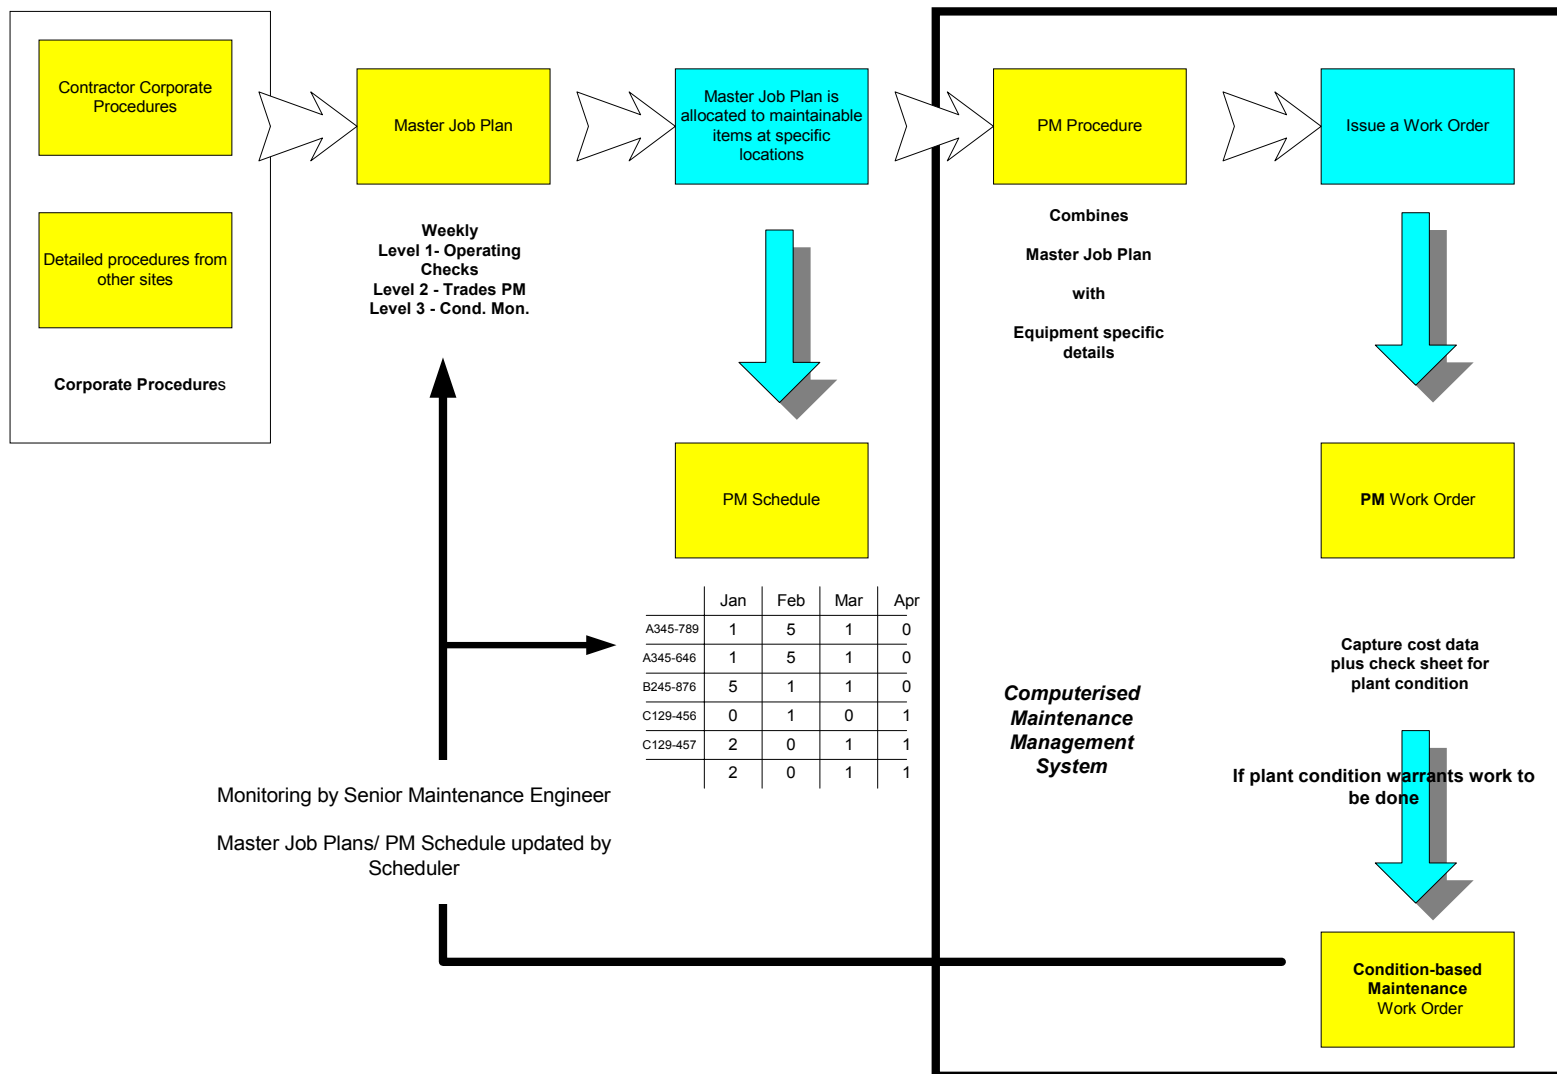 Contractor Corporate
Procedures
Detailed procedures from
other sites
Corporate Procedures
Master Job Plan
Weekly
Level 1- Operating
Checks
Level 2 - Trades PM
Level 3 - Cond. Mon.
Master Job Plan is
allocated to maintainable
items at specific
locations
PM Schedule
Jan Feb Mar Apr
A345-789 1 5 1 0
A345-646 1 5 1 0
B245-876 5 1 1 0
C129-456 0 1 0 1
C129-457 2 0 1 1
2 0 1 1
Monitoring by Senior Maintenance Engineer
Master Job Plans/ PM Schedule updated by
Scheduler
PM Procedure
Combines
Master Job Plan
with
Equipment specific
details
Computerised
Maintenance
Management
System
Issue a Work Order
PM Work Order
Capture cost data
plus check sheet for
plant condition
If plant condition warrants work to
be done
Condition-based
Maintenance
Work Order